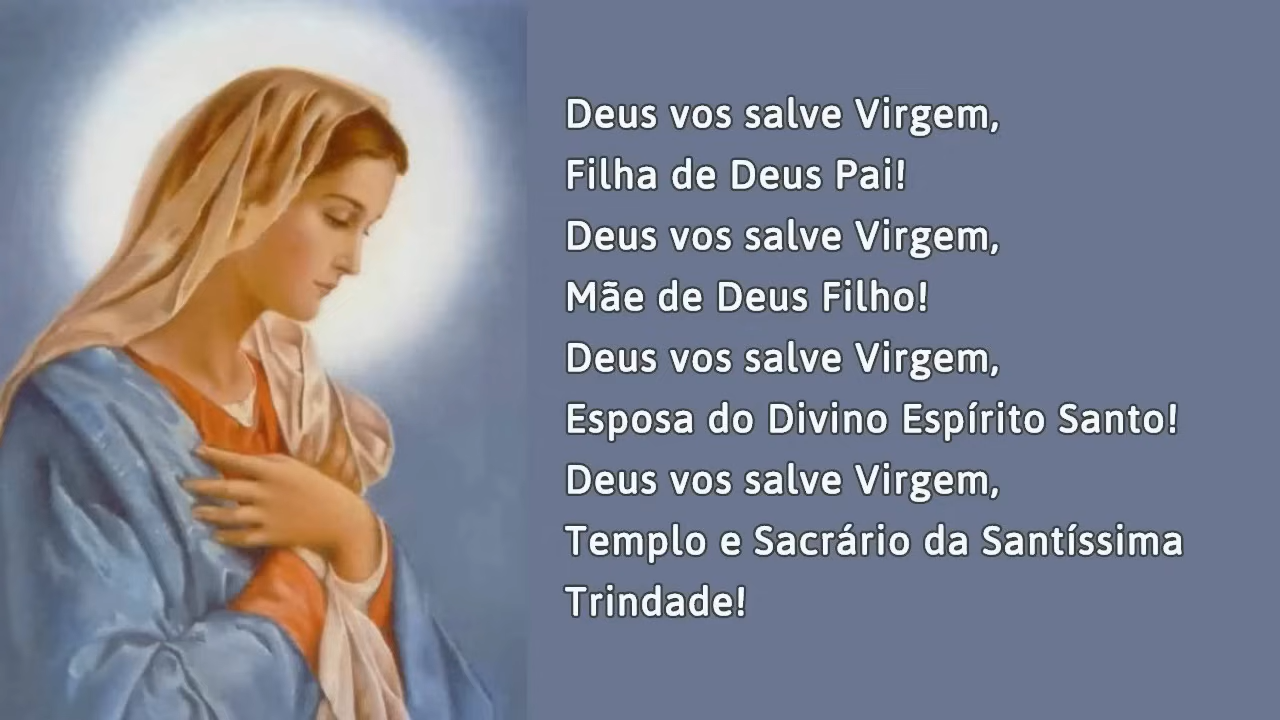 Deus vos salve Virgem,
Filha de Deus Pai!
Deus vos salve Virgem,
Mãe de Deus Filho!
Deus vos salve Virgem,
Esposa do Divino Espírito Santo!
Deus vos salve Virgem,
Templo e Sacrário da Santíssima
Trindade!